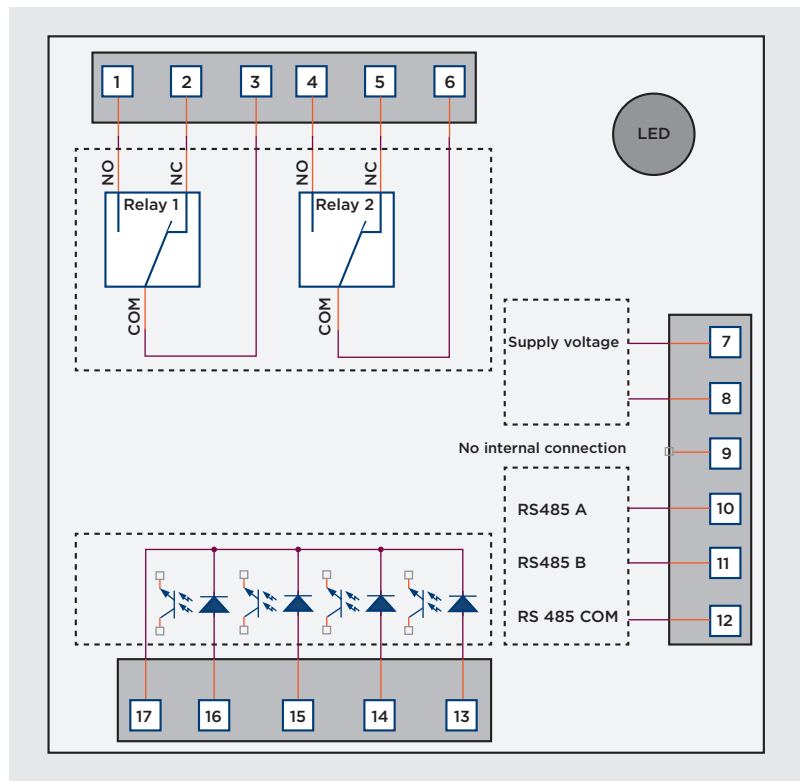 1 2 3 4 5 6
LED
NO NC NO NC
Relay 1 Relay 2
COM COM
Supply voltage 7
8
No internal connection 9
RS485 A 10
RS485 B 11
RS 485 COM 12
17 16 15 14 13